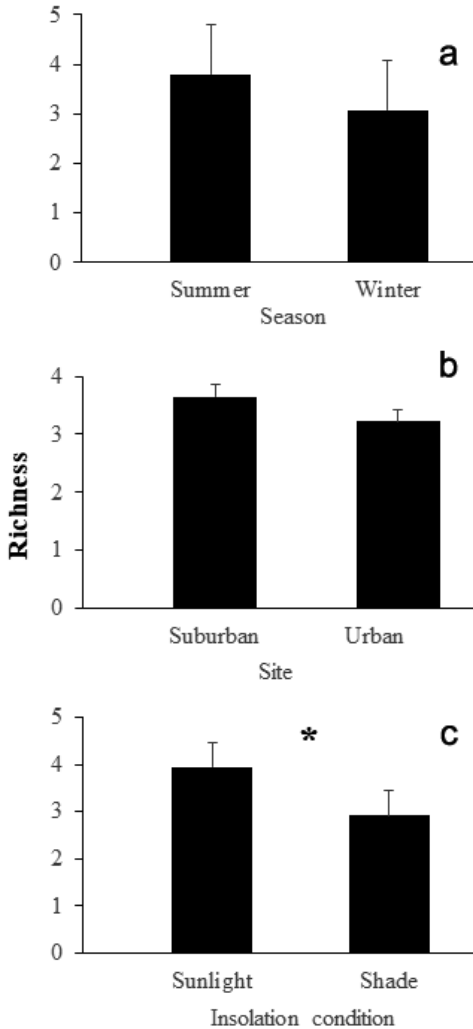 5
a
4
3
2
1
0
Summer Winter
Season
b
4
3
2
1
0
Richness
Suburban Urban
Site
5
* c
4
3
2
1
0
Sunlight Shade
Insolation condition